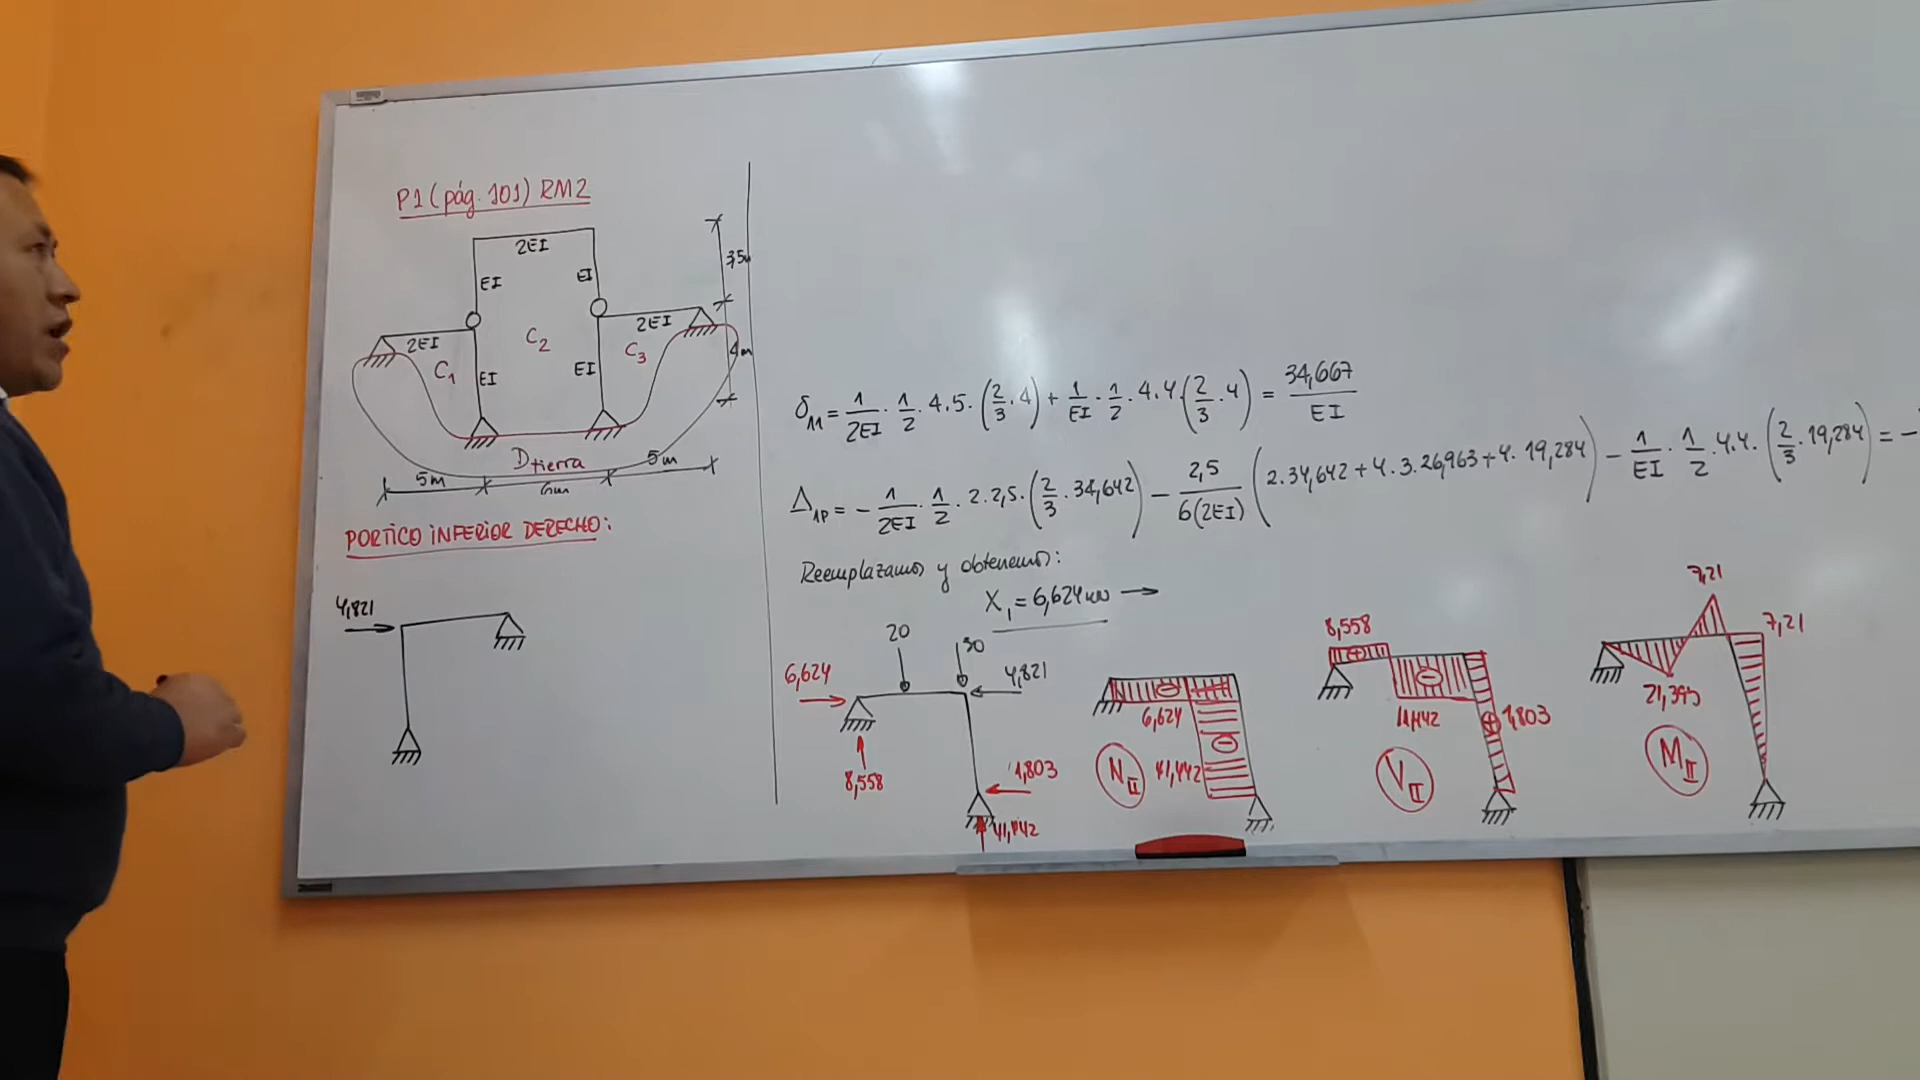 P1 (pág. 101) RM2
2EI
EI
EI
3,5m
2EI
C2
2EI
C1
EI
EI
C3
4m
Dtierra
5m
6m
5m
PORTICO INFERIOR DERECHO:
4,821
δ11 = 1/2EI · 1/2 · 4.5 · (2/3 · 4) + 1/EI · 1/2 · 4.4 (2/3 · 4) = 34,667/EI
Δ1P = - 1/2EI · 1/2 · 2.2,5 · (2/3 · 34,642) - 2,5/6(2EI) (2.34,642 + 4.3.26,963 + 4.19,284) - 1/EI · 1/2 · 4.4 · (2/3 · 19,284) = -
Reemplazamos y obtenemos:
X1 = 6,624 kN →
20
30
6,624
4,821
8,558
1,803
41,442
6,624
41,442
NII
8,558
11,442
1,803
VII
7,21
7,21
21,395
MII